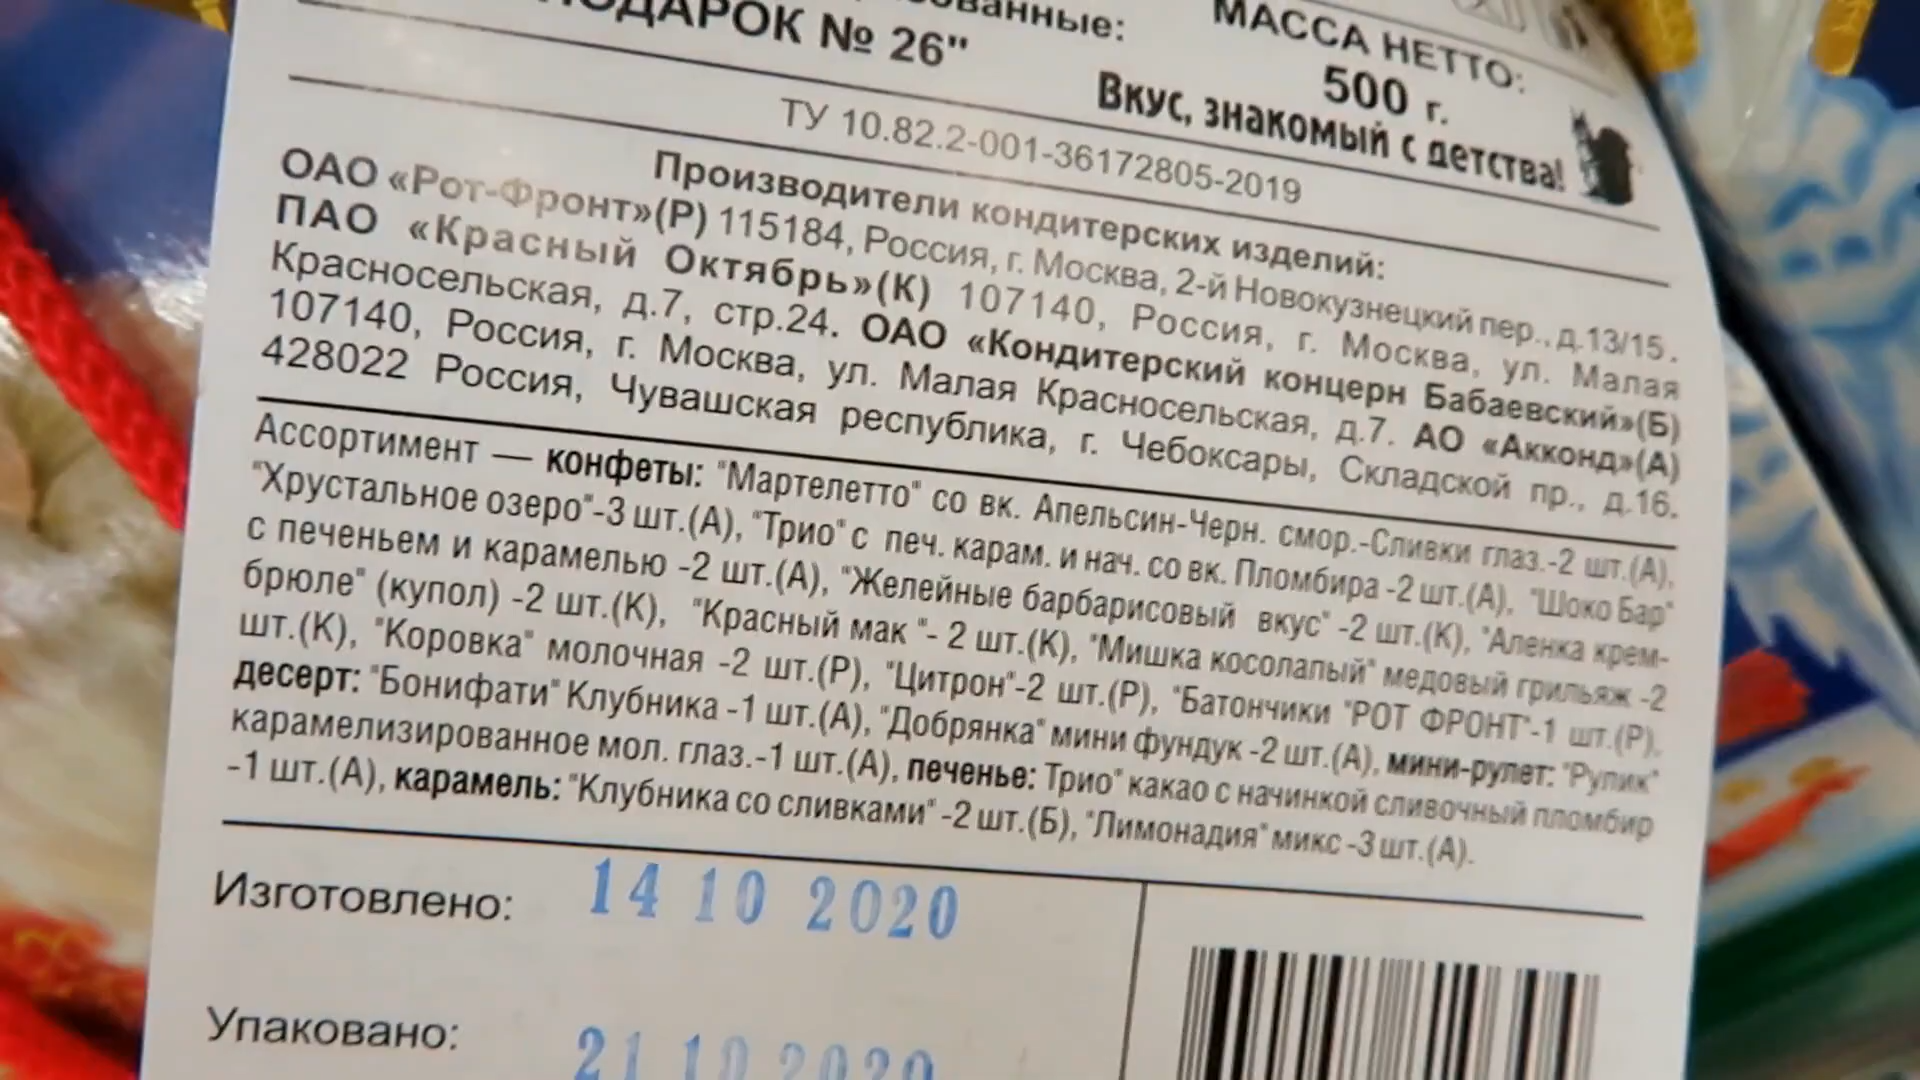 ованные:
МАССА НЕТТО:
ПОДАРОК № 26"
500 г.
Вкус, знакомый с детства!
ТУ 10.82.2-001-36172805-2019
Производители кондитерских изделий:
ОАО «Рот-Фронт»(Р) 115184, Россия, г. Москва, 2-й Новокузнецкий пер., д.13/15.
ПАО «Красный Октябрь»(К) 107140, Россия, г. Москва, ул. Малая
Красносельская, д.7, стр.24. ОАО «Кондитерский концерн Бабаевский»(Б)
107140, Россия, г. Москва, ул. Малая Красносельская, д.7. АО «Акконд»(А)
428022 Россия, Чувашская республика, г. Чебоксары, Складской пр., д.16.
Ассортимент — конфеты: "Мартелетто" со вк. Апельсин-Черн. смор.-Сливки глаз.-2 шт.(А),
"Хрустальное озеро"-3 шт.(А), "Трио" с печ. карам. и нач. со вк. Пломбира -2 шт.(А), "Шоко Бар"
с печеньем и карамелью -2 шт.(А), "Желейные барбарисовый вкус" -2 шт.(К), "Аленка крем-
брюле" (купол) -2 шт.(К), "Красный мак "- 2 шт.(К), "Мишка косолапый" медовый грильяж -2
шт.(К), "Коровка" молочная -2 шт.(Р), "Цитрон"-2 шт.(Р), "Батончики "РОТ ФРОНТ"-1 шт.(Р),
десерт: "Бонифати" Клубника -1 шт.(А), "Добрянка" мини фундук -2 шт.(А), мини-рулет: "Рулик"
карамелизированное мол. глаз.-1 шт.(А), печенье: Трио" какао с начинкой сливочный пломбир
-1 шт.(А), карамель: "Клубника со сливками" -2 шт.(Б), "Лимонадия" микс -3 шт.(А).
Изготовлено: 14 10 2020
Упаковано: 21 10 2020